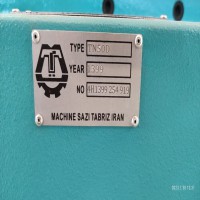 TYPE TN50D
YEAR 1399
NO
MACHINE SAZI TABRIZ IRAN